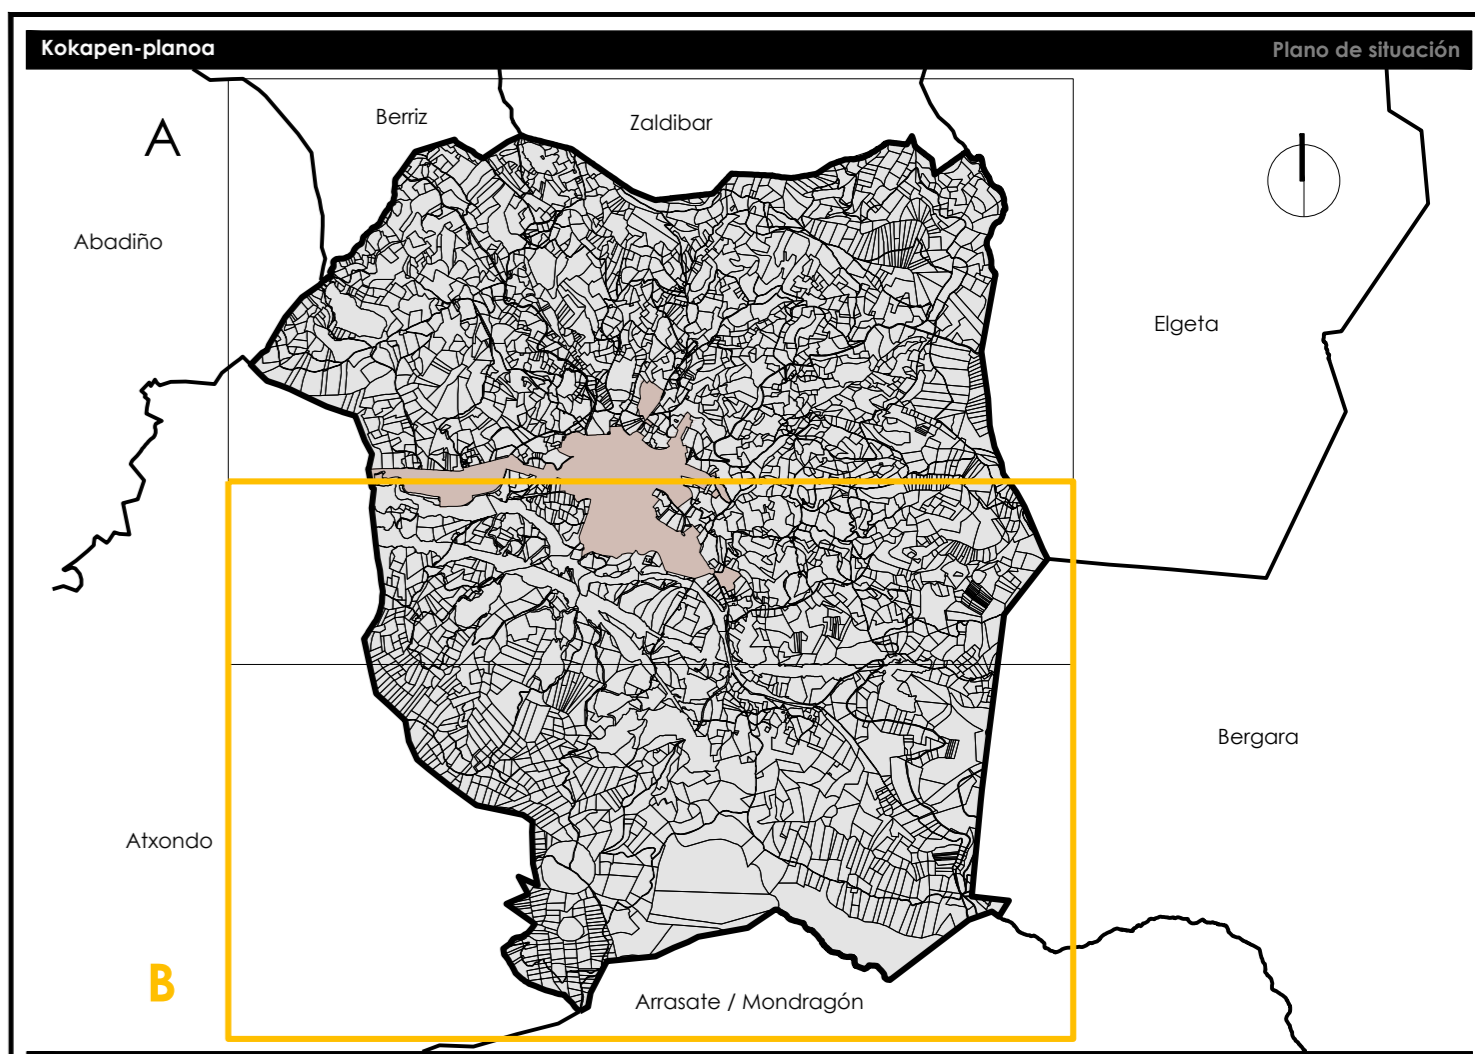 Kokapen-planoa
Plano de situación
Berriz
Zaldibar
A
Abadiño
Elgeta
Bergara
Atxondo
B
Arrasate / Mondragón